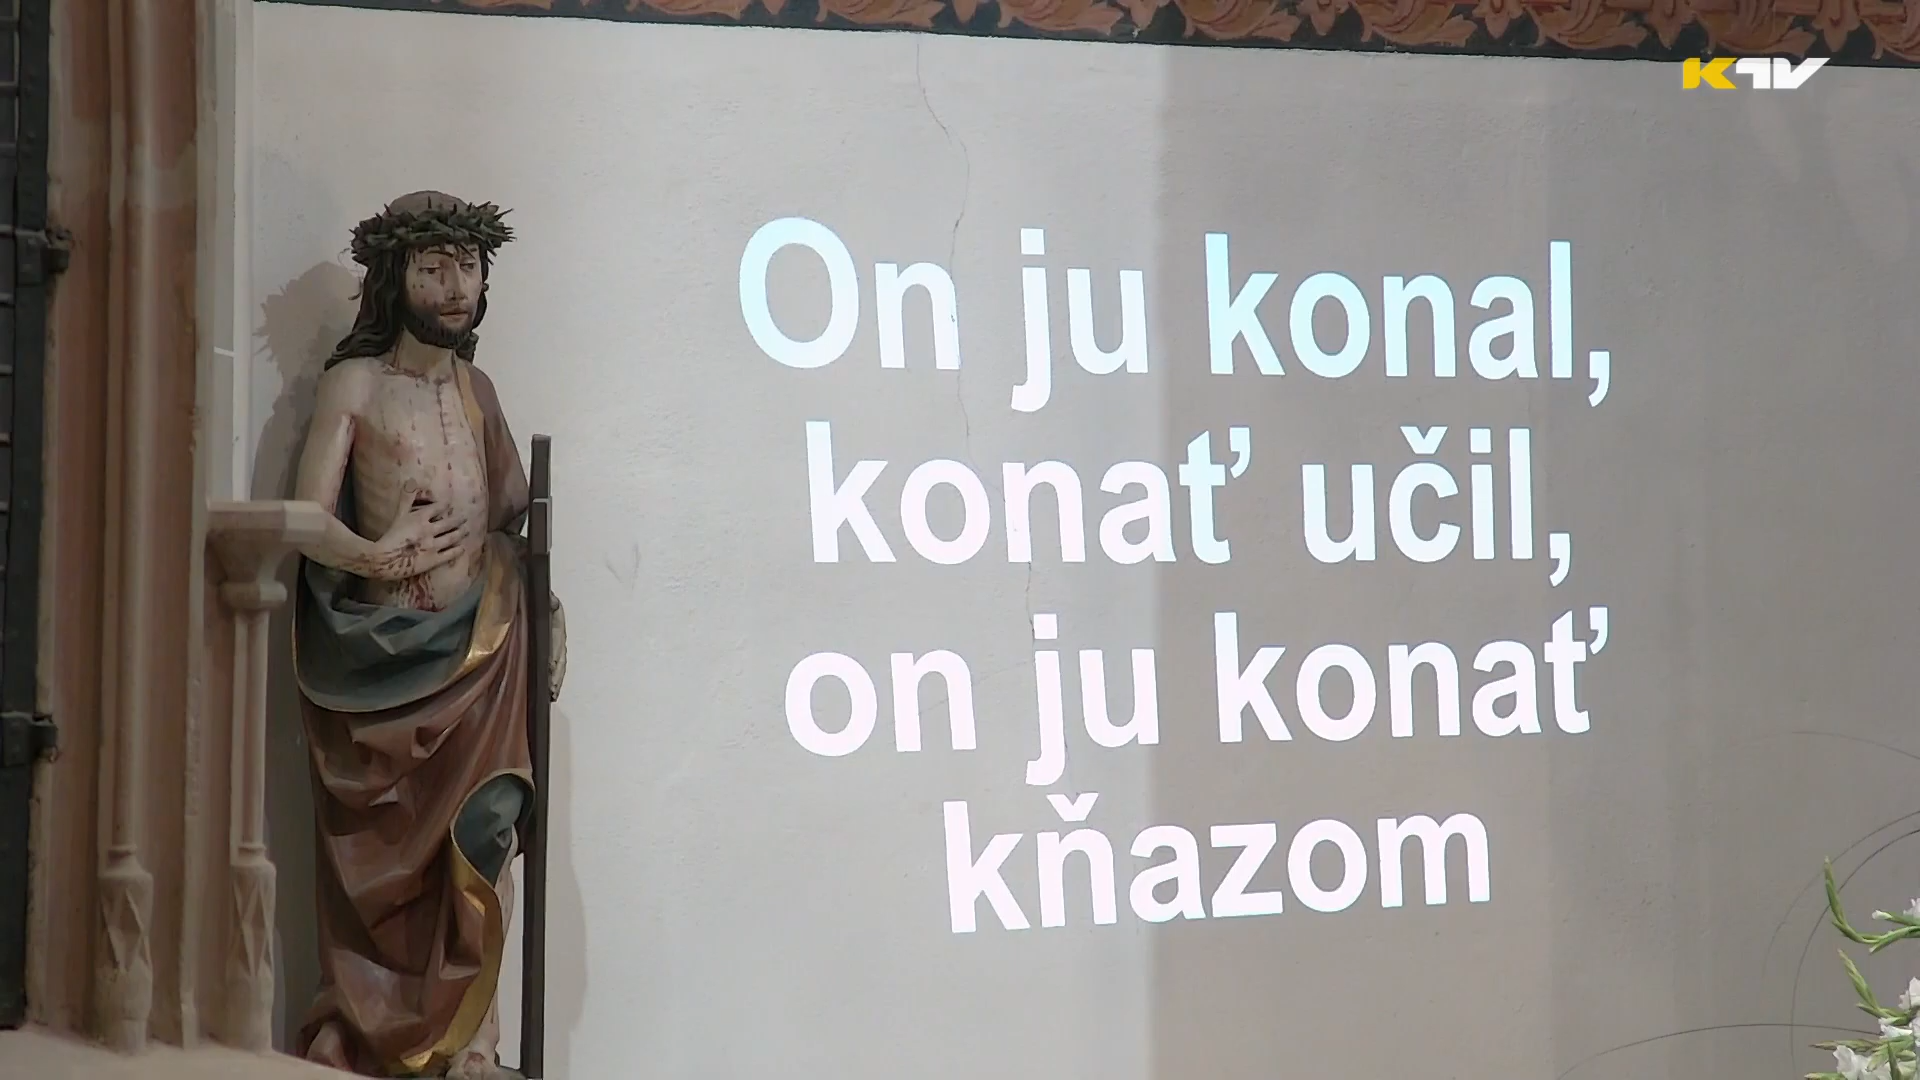 KTV
On ju konal,
konať učil,
on ju konať
kňazom